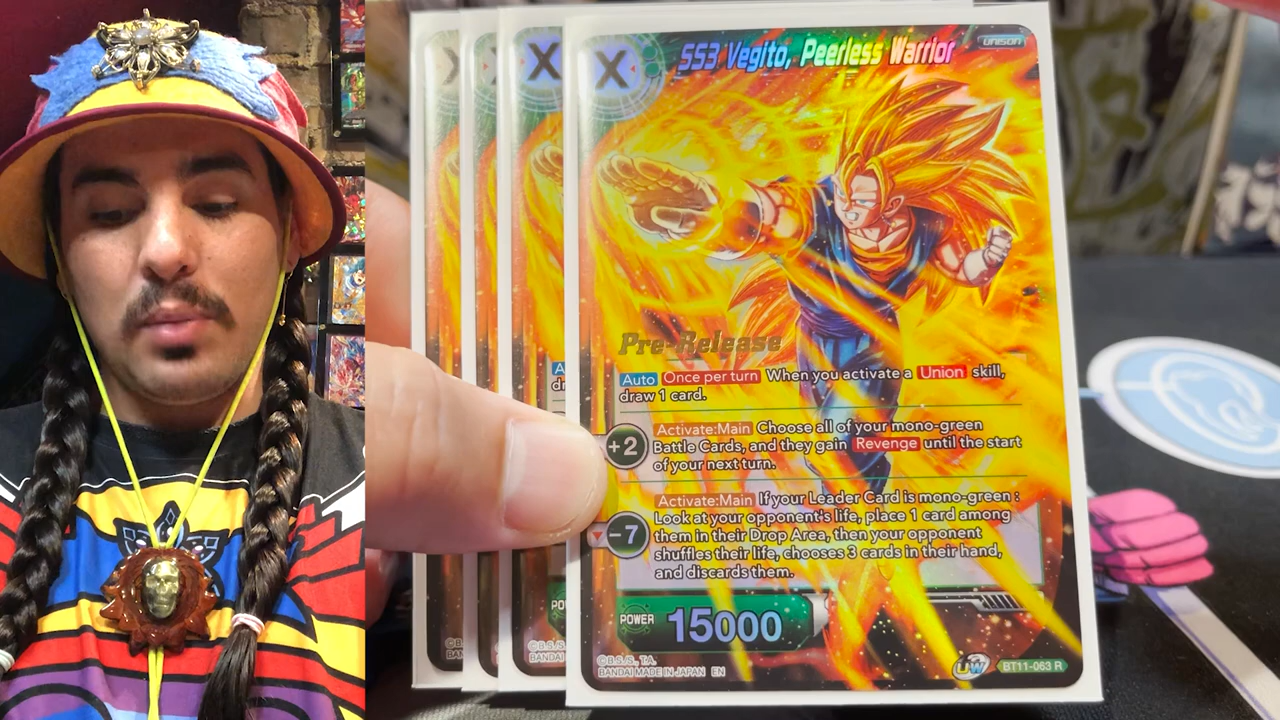 X
X
X
X
SS3 Vegito, Peerless Warrior
UNISON
Pre-Release
Auto Once per turn When you activate a Union skill,
draw 1 card.
+2
Activate:Main Choose all of your mono-green
Battle Cards, and they gain Revenge until the start
of your next turn.
-7
Activate:Main If your Leader Card is mono-green :
Look at your opponent's life, place 1 card among
them in their Drop Area, then your opponent
shuffles their life, chooses 3 cards in their hand,
and discards them.
POWER 15000
©B.S./S., T.A.
BANDAI MADE IN JAPAN EN
UW
BT11-063 R